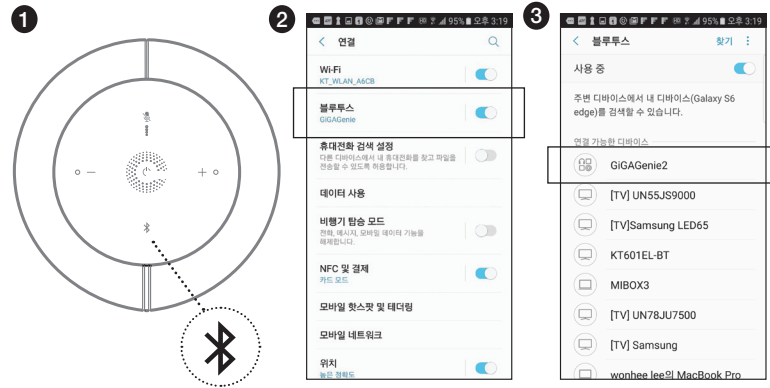 1
2
95% 오후 3:19
연결
Wi-Fi
KT_WLAN_A6CB
블루투스
GiGAGenie
휴대전화 검색 설정
다른 디바이스에서 내 휴대전화를 찾고 파일을
전송할 수 있도록 허용합니다.
데이터 사용
비행기 탑승 모드
전화, 메시지, 모바일 데이터 기능을
해제합니다.
NFC 및 결제
카드 모드
모바일 핫스팟 및 테더링
모바일 네트워크
위치
높은 정확도
3
95% 오후 3:19
블루투스
찾기
사용 중
주변 디바이스에서 내 디바이스(Galaxy S6
edge)를 검색할 수 있습니다.
연결 가능한 디바이스
GiGAGenie2
[TV] UN55JS9000
[TV]Samsung LED65
KT601EL-BT
MIBOX3
[TV] UN78JU7500
[TV] Samsung
wonhee lee의 MacBook Pro